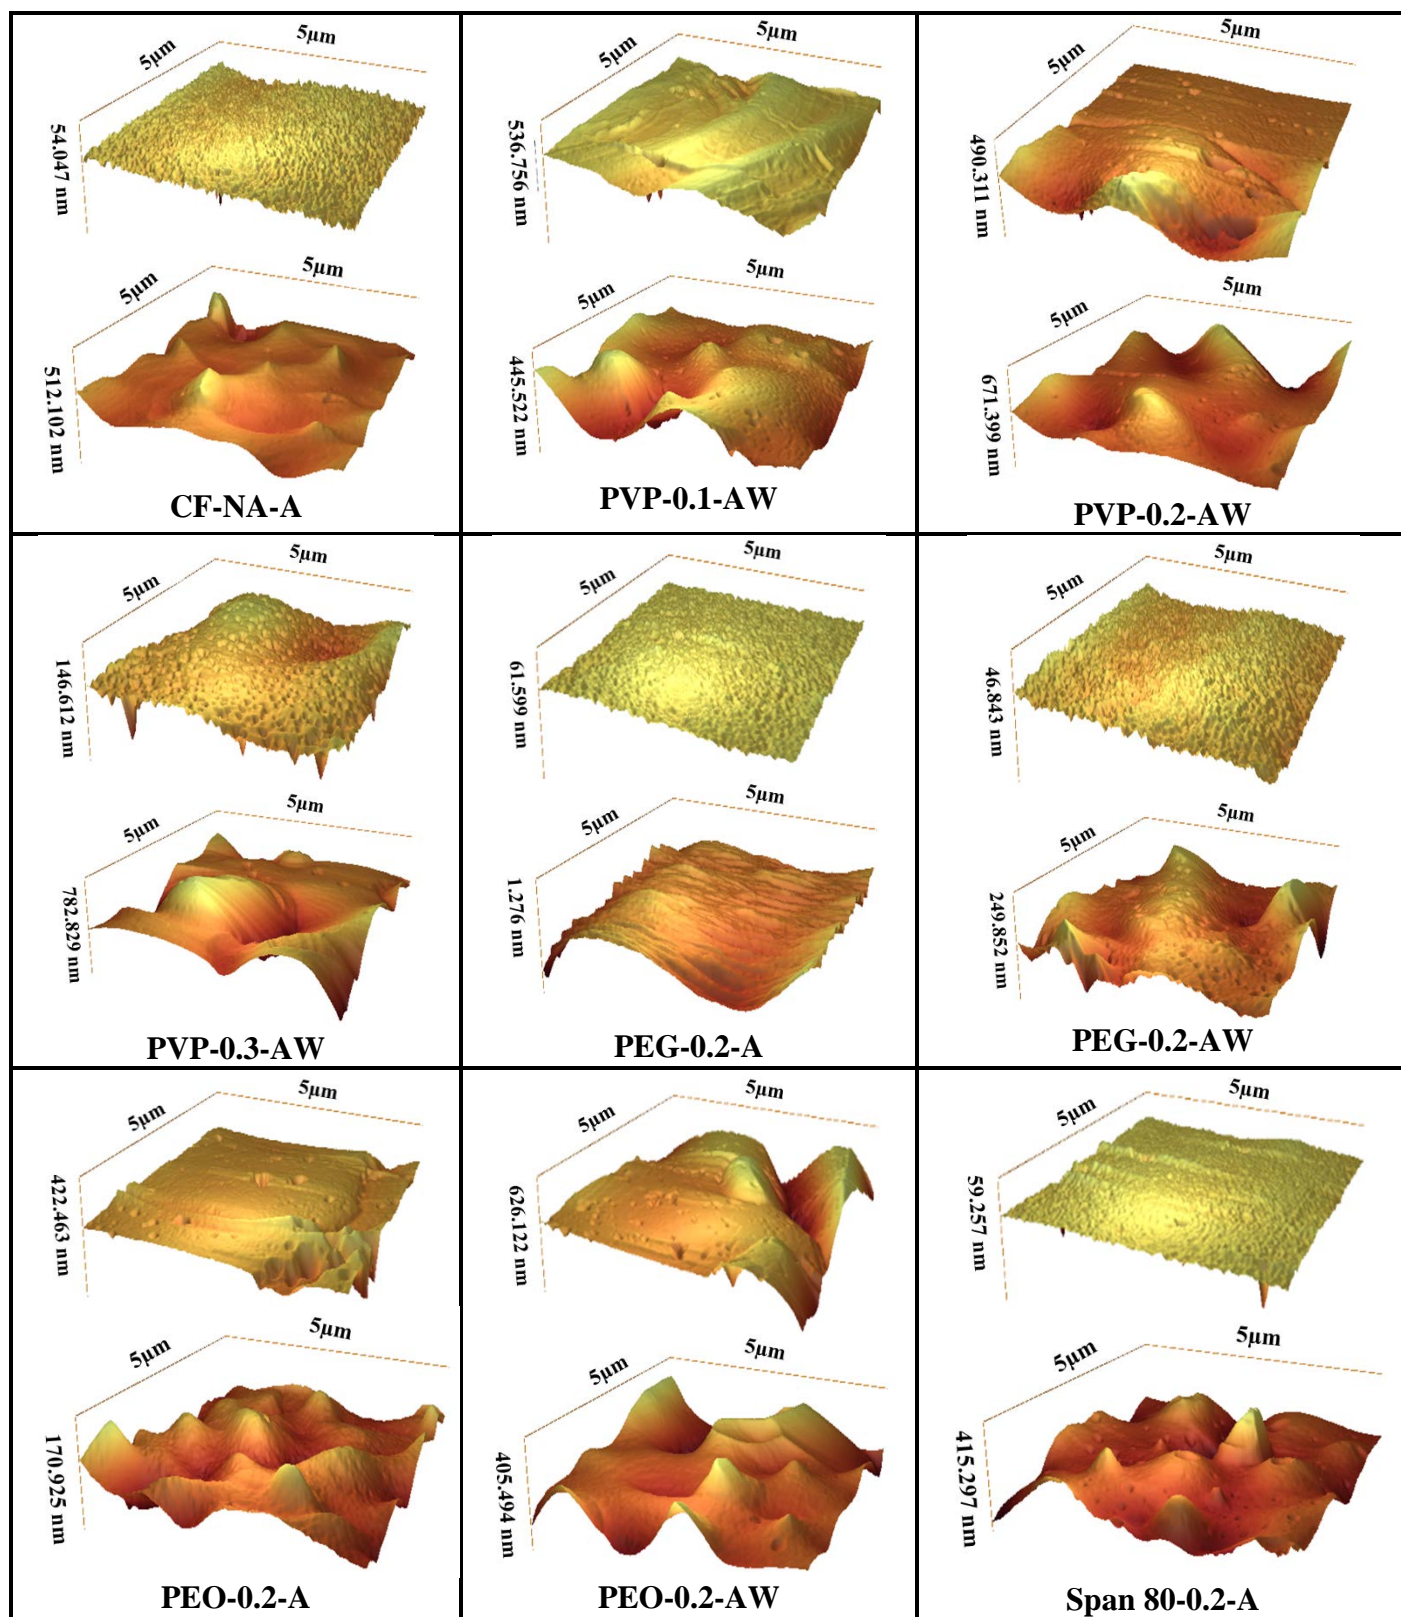 5µm
5µm
54.047 nm
5µm
5µm
512.102 nm
CF-NA-A
5µm
5µm
536.756 nm
5µm
5µm
445.522 nm
PVP-0.1-AW
5µm
5µm
490.311 nm
5µm
5µm
671.399 nm
PVP-0.2-AW
5µm
5µm
146.612 nm
5µm
5µm
782.829 nm
PVP-0.3-AW
5µm
5µm
61.599 nm
5µm
5µm
1.276 nm
PEG-0.2-A
5µm
5µm
46.843 nm
5µm
5µm
249.852 nm
PEG-0.2-AW
5µm
5µm
422.463 nm
5µm
5µm
170.925 nm
PEO-0.2-A
5µm
5µm
626.122 nm
5µm
5µm
405.494 nm
PEO-0.2-AW
5µm
5µm
59.257 nm
5µm
5µm
415.297 nm
Span 80-0.2-A